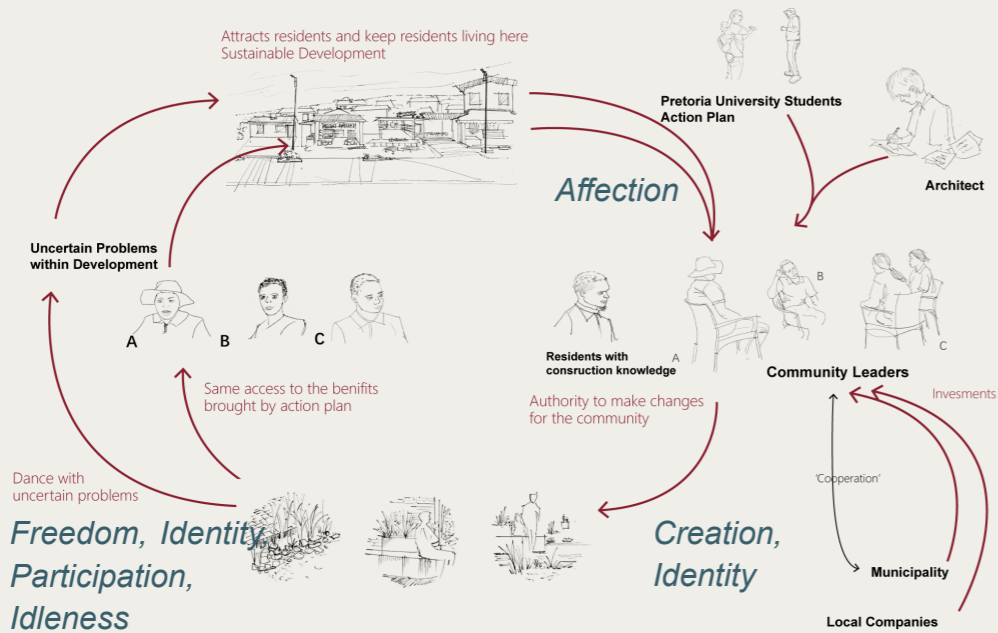 Attracts residents and keep residents living here
Sustainable Development
Pretoria University Students
Action Plan
Architect
Affection
Uncertain Problems
within Development
A
B
C
Residents with
consruction knowledge
A
B
C
Community Leaders
Same access to the benifits
brought by action plan
Authority to make changes
for the community
Invesments
Dance with
uncertain problems
'Cooperation'
Freedom, Identity,
Participation,
Idleness
Creation,
Identity
Municipality
Local Companies